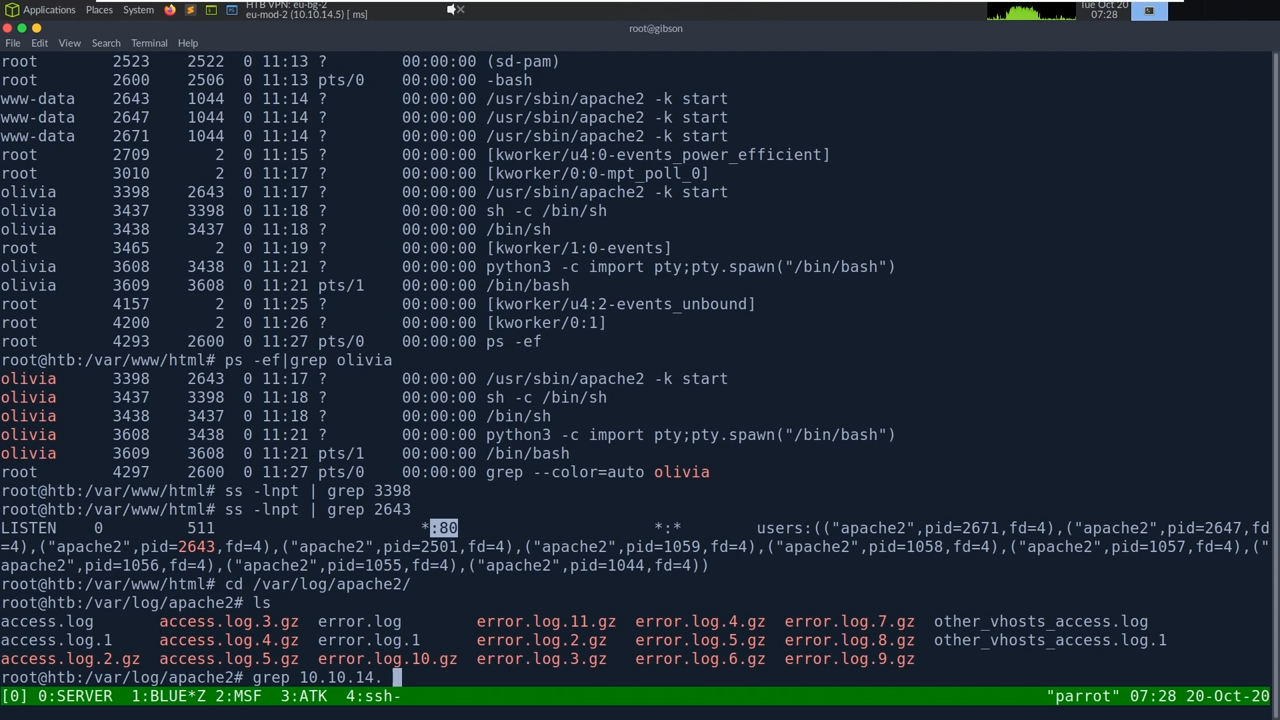 Applications Places System HTB VPN: eu-bg-2
eu-mod-2 (10.10.14.5) [ ms] Tue Oct 20
07:28
root@gibson
File Edit View Search Terminal Help
root 2523 2522 0 11:13 ? 00:00:00 (sd-pam)
root 2600 2506 0 11:13 pts/0 00:00:00 -bash
www-data 2643 1044 0 11:14 ? 00:00:00 /usr/sbin/apache2 -k start
www-data 2647 1044 0 11:14 ? 00:00:00 /usr/sbin/apache2 -k start
www-data 2671 1044 0 11:14 ? 00:00:00 /usr/sbin/apache2 -k start
root 2709 2 0 11:15 ? 00:00:00 [kworker/u4:0-events_power_efficient]
root 3010 2 0 11:17 ? 00:00:00 [kworker/0:0-mpt_poll_0]
olivia 3398 2643 0 11:17 ? 00:00:00 /usr/sbin/apache2 -k start
olivia 3437 3398 0 11:18 ? 00:00:00 sh -c /bin/sh
olivia 3438 3437 0 11:18 ? 00:00:00 /bin/sh
root 3465 2 0 11:19 ? 00:00:00 [kworker/1:0-events]
olivia 3608 3438 0 11:21 ? 00:00:00 python3 -c import pty;pty.spawn("/bin/bash")
olivia 3609 3608 0 11:21 pts/1 00:00:00 /bin/bash
root 4157 2 0 11:25 ? 00:00:00 [kworker/u4:2-events_unbound]
root 4200 2 0 11:26 ? 00:00:00 [kworker/0:1]
root 4293 2600 0 11:27 pts/0 00:00:00 ps -ef
root@htb:/var/www/html# ps -ef|grep olivia
olivia 3398 2643 0 11:17 ? 00:00:00 /usr/sbin/apache2 -k start
olivia 3437 3398 0 11:18 ? 00:00:00 sh -c /bin/sh
olivia 3438 3437 0 11:18 ? 00:00:00 /bin/sh
olivia 3608 3438 0 11:21 ? 00:00:00 python3 -c import pty;pty.spawn("/bin/bash")
olivia 3609 3608 0 11:21 pts/1 00:00:00 /bin/bash
root 4297 2600 0 11:27 pts/0 00:00:00 grep --color=auto olivia
root@htb:/var/www/html# ss -lnpt | grep 3398
root@htb:/var/www/html# ss -lnpt | grep 2643
LISTEN 0 511 *:80 *:* users:(("apache2",pid=2671,fd=4),("apache2",pid=2647,fd
=4),("apache2",pid=2643,fd=4),("apache2",pid=2501,fd=4),("apache2",pid=1059,fd=4),("apache2",pid=1058,fd=4),("apache2",pid=1057,fd=4),("
apache2",pid=1056,fd=4),("apache2",pid=1055,fd=4),("apache2",pid=1044,fd=4))
root@htb:/var/www/html# cd /var/log/apache2/
root@htb:/var/log/apache2# ls
access.log access.log.3.gz error.log error.log.11.gz error.log.4.gz error.log.7.gz other_vhosts_access.log
access.log.1 access.log.4.gz error.log.1 error.log.2.gz error.log.5.gz error.log.8.gz other_vhosts_access.log.1
access.log.2.gz access.log.5.gz error.log.10.gz error.log.3.gz error.log.6.gz error.log.9.gz
root@htb:/var/log/apache2# grep 10.10.14.
[0] 0:SERVER 1:BLUE*Z 2:MSF 3:ATK 4:ssh- "parrot" 07:28 20-Oct-20